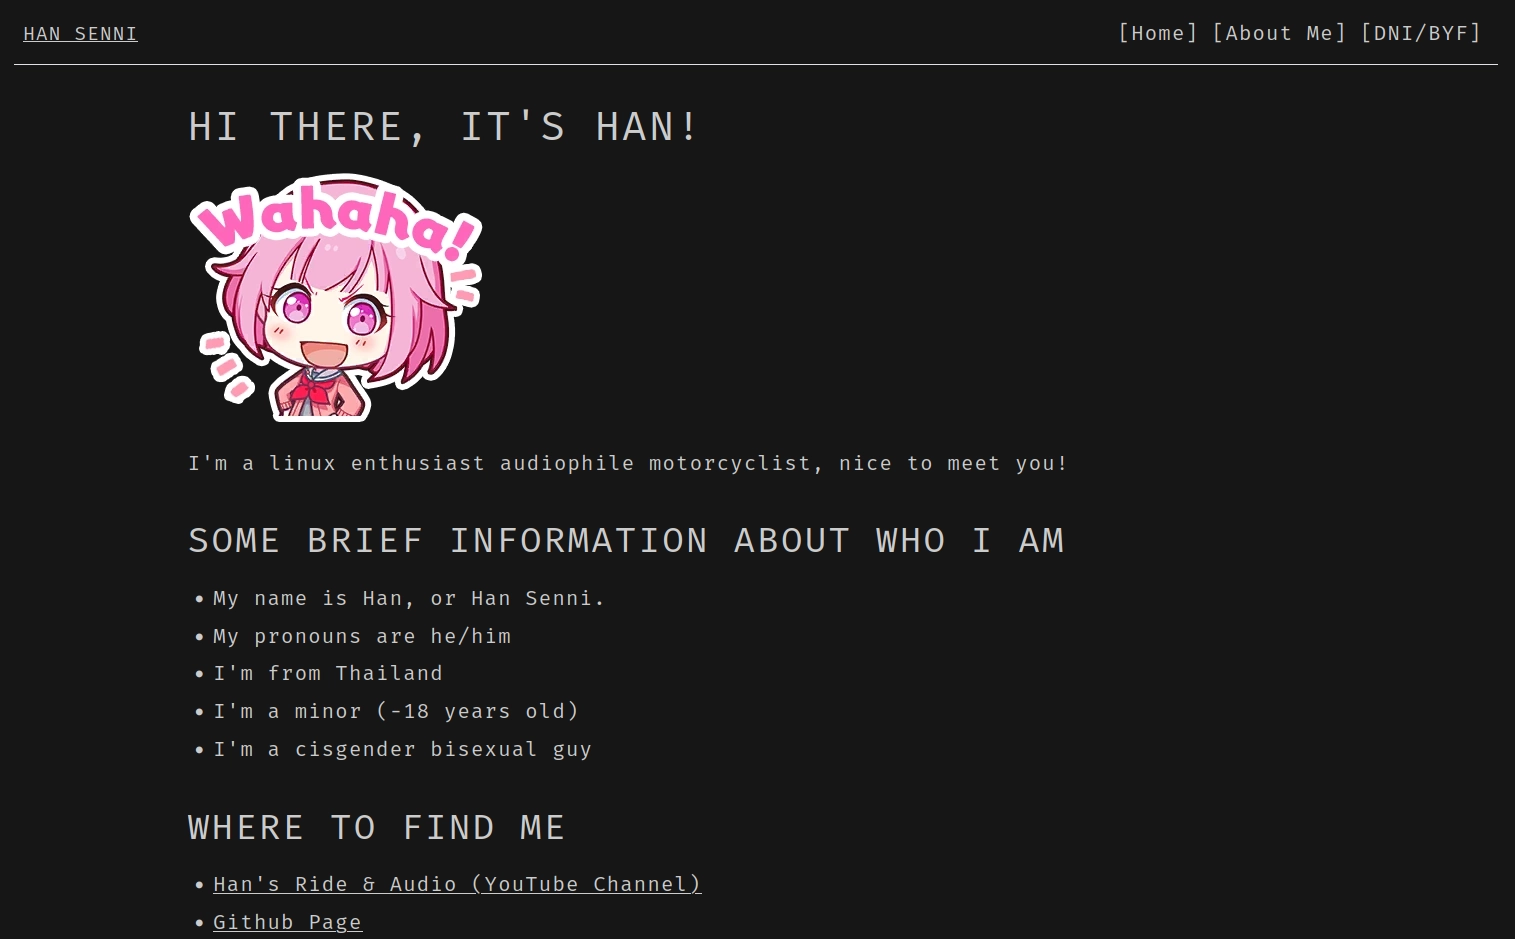 HAN SENNI
[Home] [About Me] [DNI/BYF]
HI THERE, IT'S HAN!
Wahaha!
I'm a linux enthusiast audiophile motorcyclist, nice to meet you!
SOME BRIEF INFORMATION ABOUT WHO I AM
• My name is Han, or Han Senni.
• My pronouns are he/him
• I'm from Thailand
• I'm a minor (-18 years old)
• I'm a cisgender bisexual guy
WHERE TO FIND ME
• Han's Ride & Audio (YouTube Channel)
• Github Page